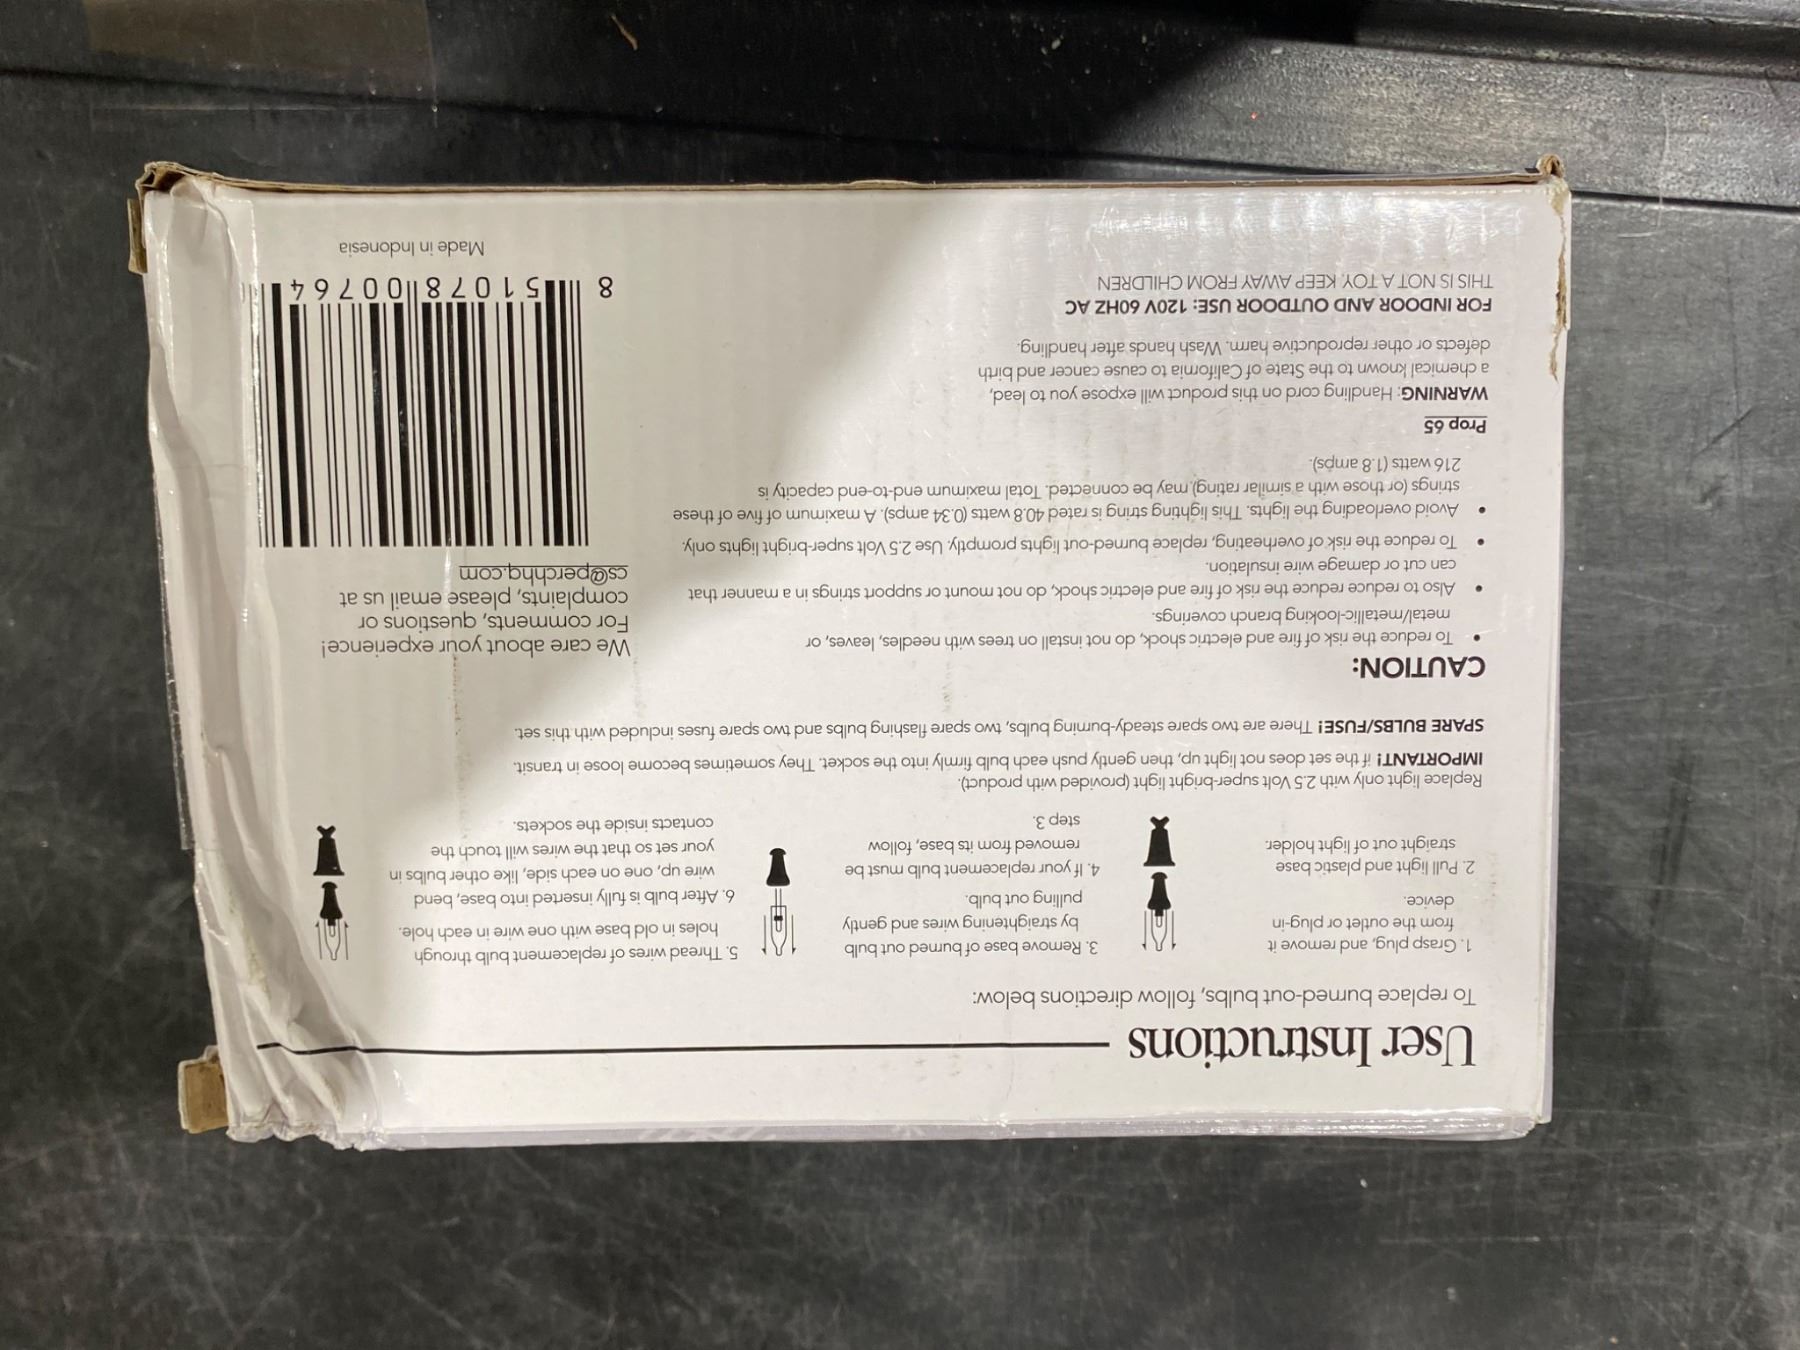 User Instructions
To replace burned-out bulbs, follow directions below:
1. Grasp plug, and remove it
from the outlet or plug-in
device.
2. Pull light and plastic base
straight out of light holder.
3. Remove base of burned out bulb
by straightening wires and gently
pulling out bulb.
4. If your replacement bulb must be
removed from its base, follow
step 3.
5. Thread wires of replacement bulb through
holes in old base with one wire in each hole.
6. After bulb is fully inserted into base, bend
wire up, one on each side, like other bulbs in
your set so that the wires will touch the
contacts inside the sockets.
Replace light only with 2.5 Volt super-bright light (provided with product).
IMPORTANT! if the set does not light up, then gently push each bulb firmly into the socket. They sometimes become loose in transit.
SPARE BULBS/FUSE! There are two spare steady-burning bulbs, two spare flashing bulbs and two spare fuses included with this set.
CAUTION:
• To reduce the risk of fire and electric shock, do not install on trees with needles, leaves, or
metal/metallic-looking branch coverings.
• Also to reduce reduce the risk of fire and electric shock, do not mount or support strings in a manner that
can cut or damage wire insulation.
• To reduce the risk of overheating, replace burned-out lights promptly. Use 2.5 Volt super-bright lights only.
• Avoid overloading the lights. This lighting string is rated 40.8 watts (0.34 amps). A maximum of five of these
strings (or those with a similar rating) may be connected. Total maximum end-to-end capacity is
216 watts (1.8 amps).
Prop 65
WARNING: Handling cord on this product will expose you to lead,
a chemical known to the State of California to cause cancer and birth
defects or other reproductive harm. Wash hands after handling.
FOR INDOOR AND OUTDOOR USE: 120V 60HZ AC
THIS IS NOT A TOY. KEEP AWAY FROM CHILDREN
We care about your experience!
For comments, questions or
complaints, please email us at
cs@perchhq.com
8 51078 00764
Made in Indonesia